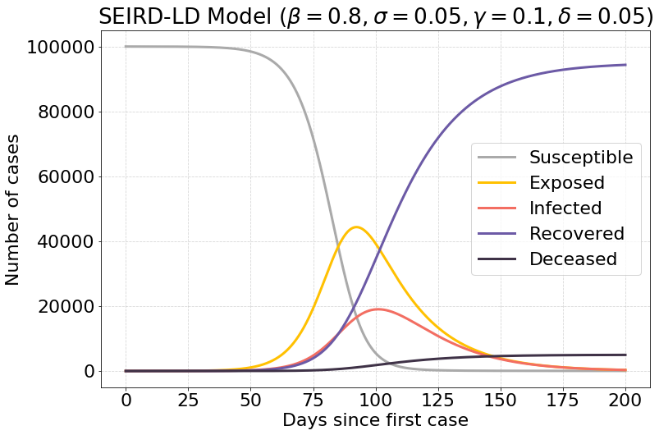 SEIRD-LD Model (β = 0.8, σ = 0.05, γ = 0.1, δ = 0.05)
Number of cases
100000
80000
60000
40000
20000
0
Susceptible
Exposed
Infected
Recovered
Deceased
0 25 50 75 100 125 150 175 200
Days since first case